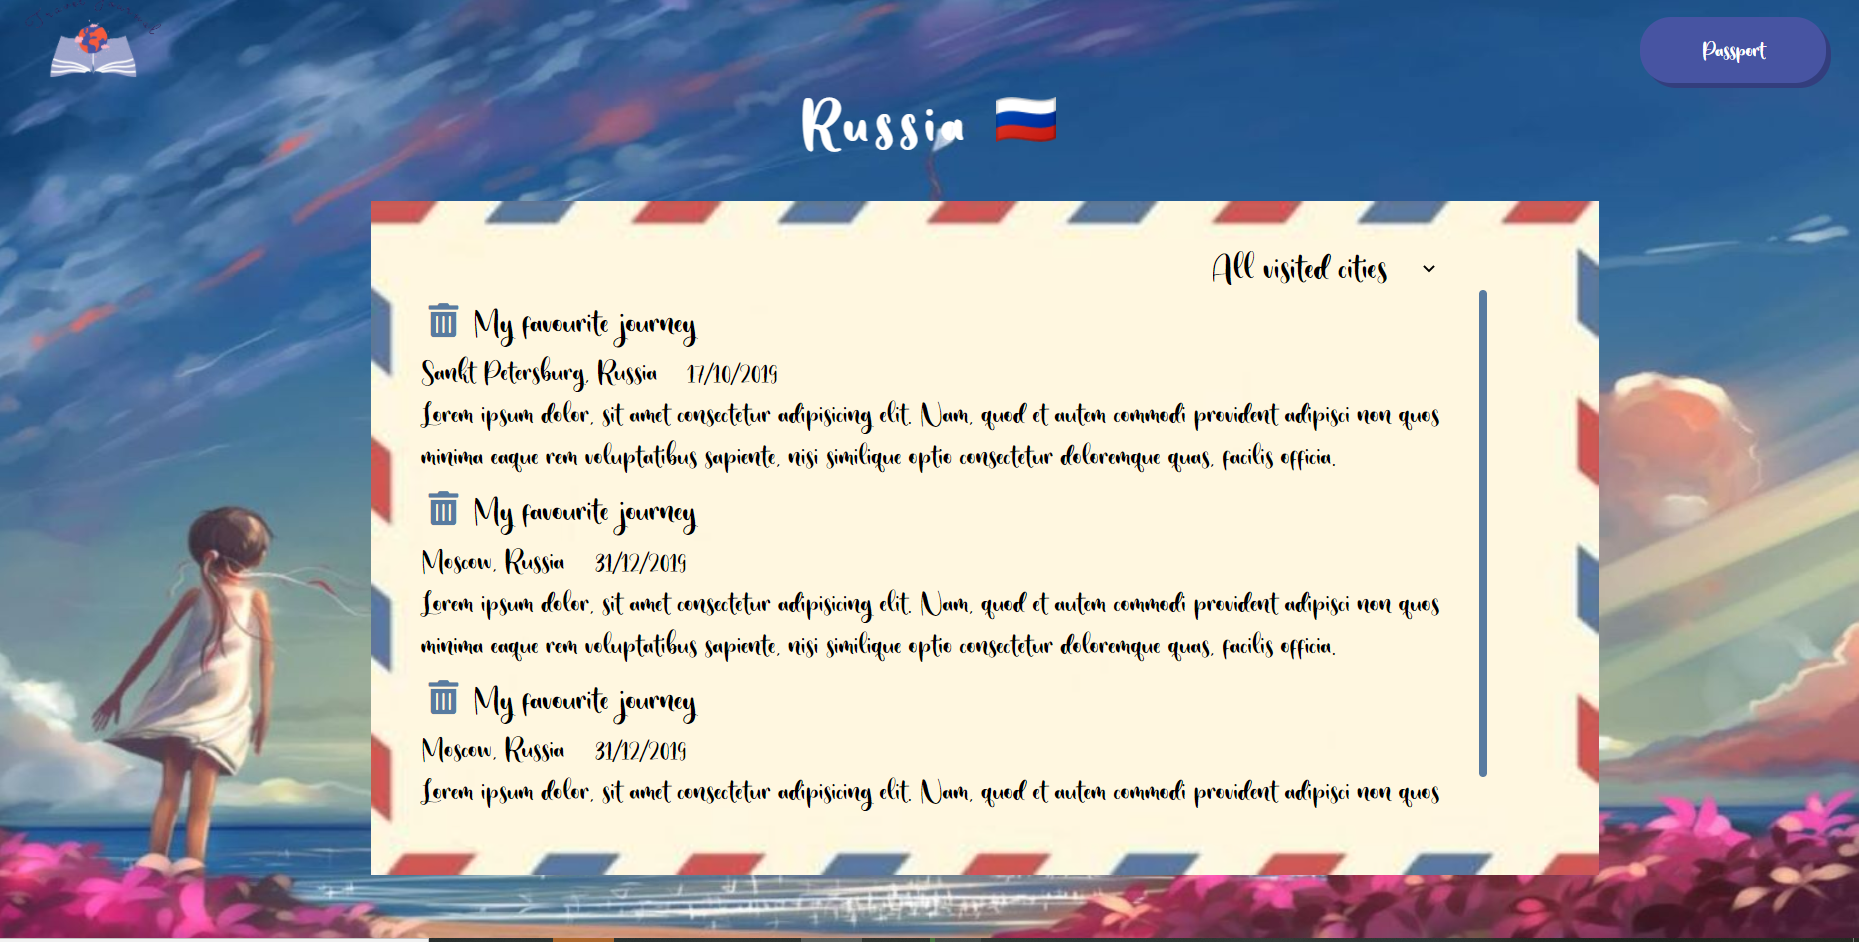 Passport
Russia
All visited cities
My favourite journey
Sankt Petersburg, Russia 17/10/2019
Lorem ipsum dolor, sit amet consectetur adipisicing elit. Nam, quod et autem commodi provident adipisci non quos
minima eaque rem voluptatibus sapiente, nisi similique optio consectetur doloremque quas, facilis officia.
My favourite journey
Moscow, Russia 31/12/2019
Lorem ipsum dolor, sit amet consectetur adipisicing elit. Nam, quod et autem commodi provident adipisci non quos
minima eaque rem voluptatibus sapiente, nisi similique optio consectetur doloremque quas, facilis officia.
My favourite journey
Moscow, Russia 31/12/2019
Lorem ipsum dolor, sit amet consectetur adipisicing elit. Nam, quod et autem commodi provident adipisci non quos